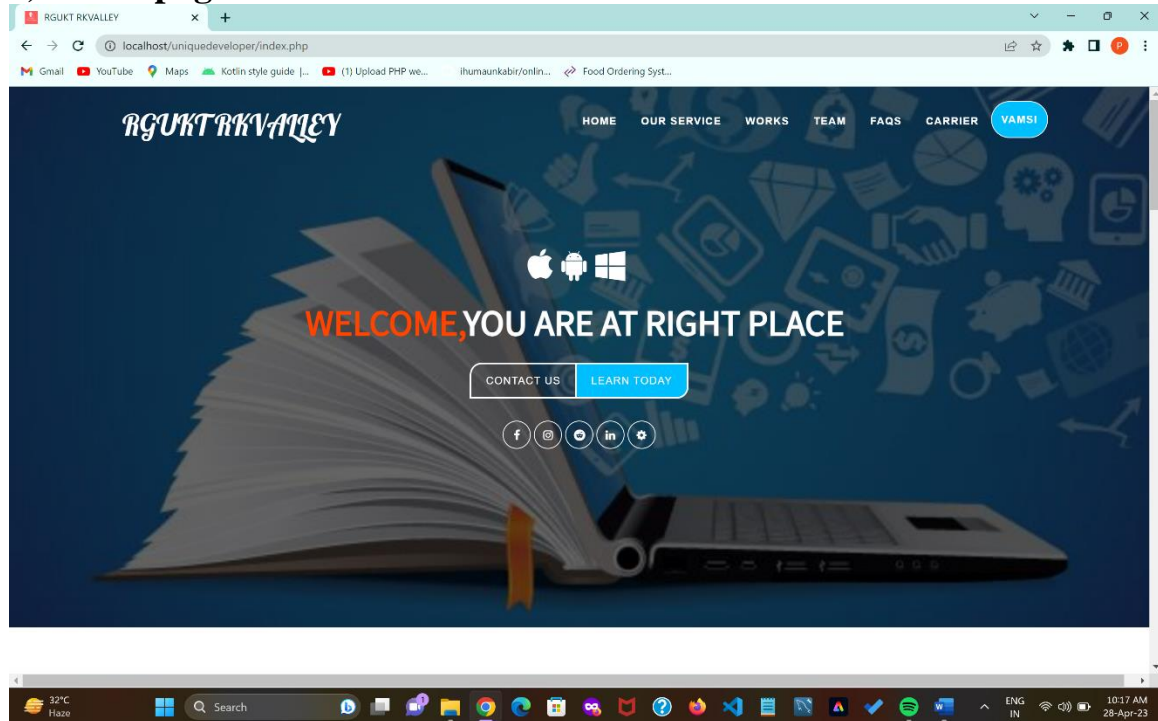 RGUKT RKVALLEY
localhost/uniquedeveloper/index.php
Gmail YouTube Maps Kotlin style guide |... (1) Upload PHP we... ihumaunkabir/onlin... Food Ordering Syst...
RGUKT RKVALLEY HOME OUR SERVICE WORKS TEAM FAQS CARRIER VAMSI
WELCOME,YOU ARE AT RIGHT PLACE
CONTACT US LEARN TODAY
32°C
Haze
Search
ENG
IN
10:17 AM
28-Apr-23